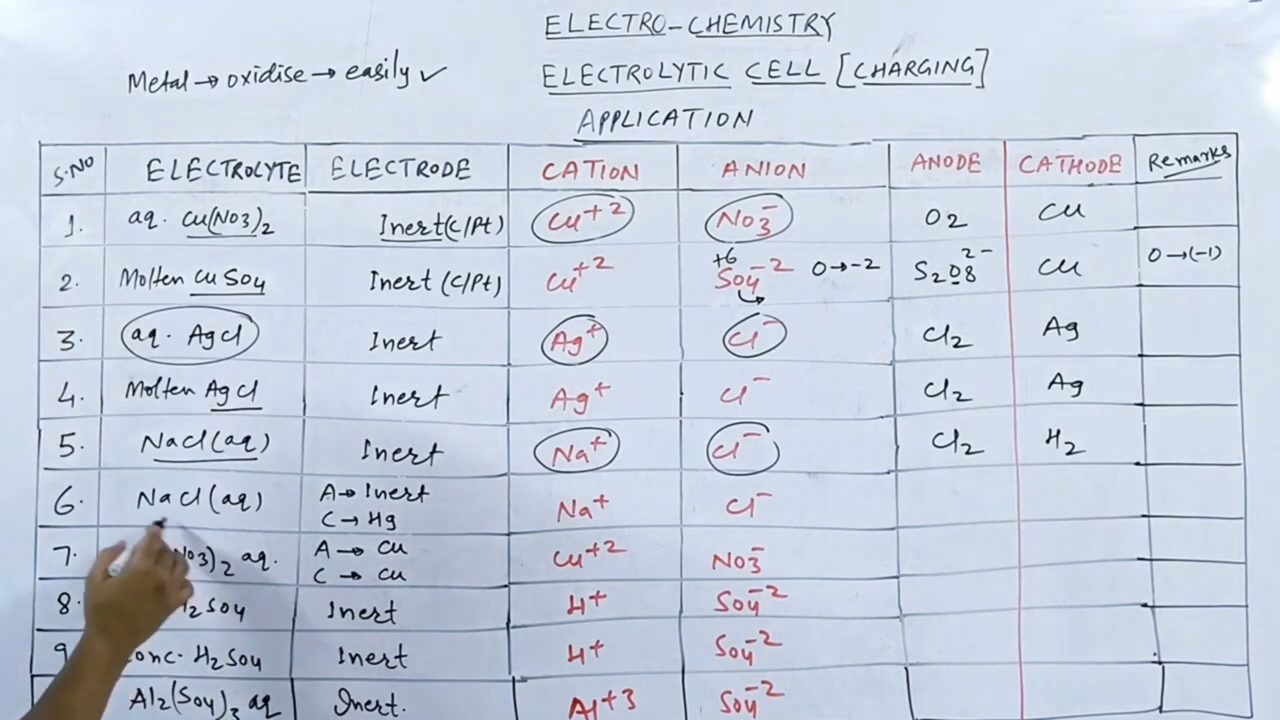 ELECTRO-CHEMISTRY
Metal → oxidise → easily ✓
ELECTROLYTIC CELL [CHARGING]
APPLICATION
S.NO ELECTROLYTE ELECTRODE CATION ANION ANODE CATHODE Remarks
1. aq. Cu(NO3)2 Inert (C/Pt) Cu+2 NO3- O2 Cu
2. Molten CuSO4 Inert (C/Pt) Cu+2 +6 SO4-2 O→-2 S2O8 2- Cu O→(-1)
3. aq. AgCl Inert Ag+ Cl- Cl2 Ag
4. Molten AgCl Inert Ag+ Cl- Cl2 Ag
5. NaCl(aq) Inert Na+ Cl- Cl2 H2
6. NaCl(aq) A→Inert Na+ Cl-
C→Hg
7. NO3)2 aq. A→Cu Cu+2 NO3-
C→Cu
8. 2SO4 Inert H+ SO4-2
9 conc. H2SO4 Inert H+ SO4-2
Al2(SO4)3 aq Inert. Al+3 SO4-2